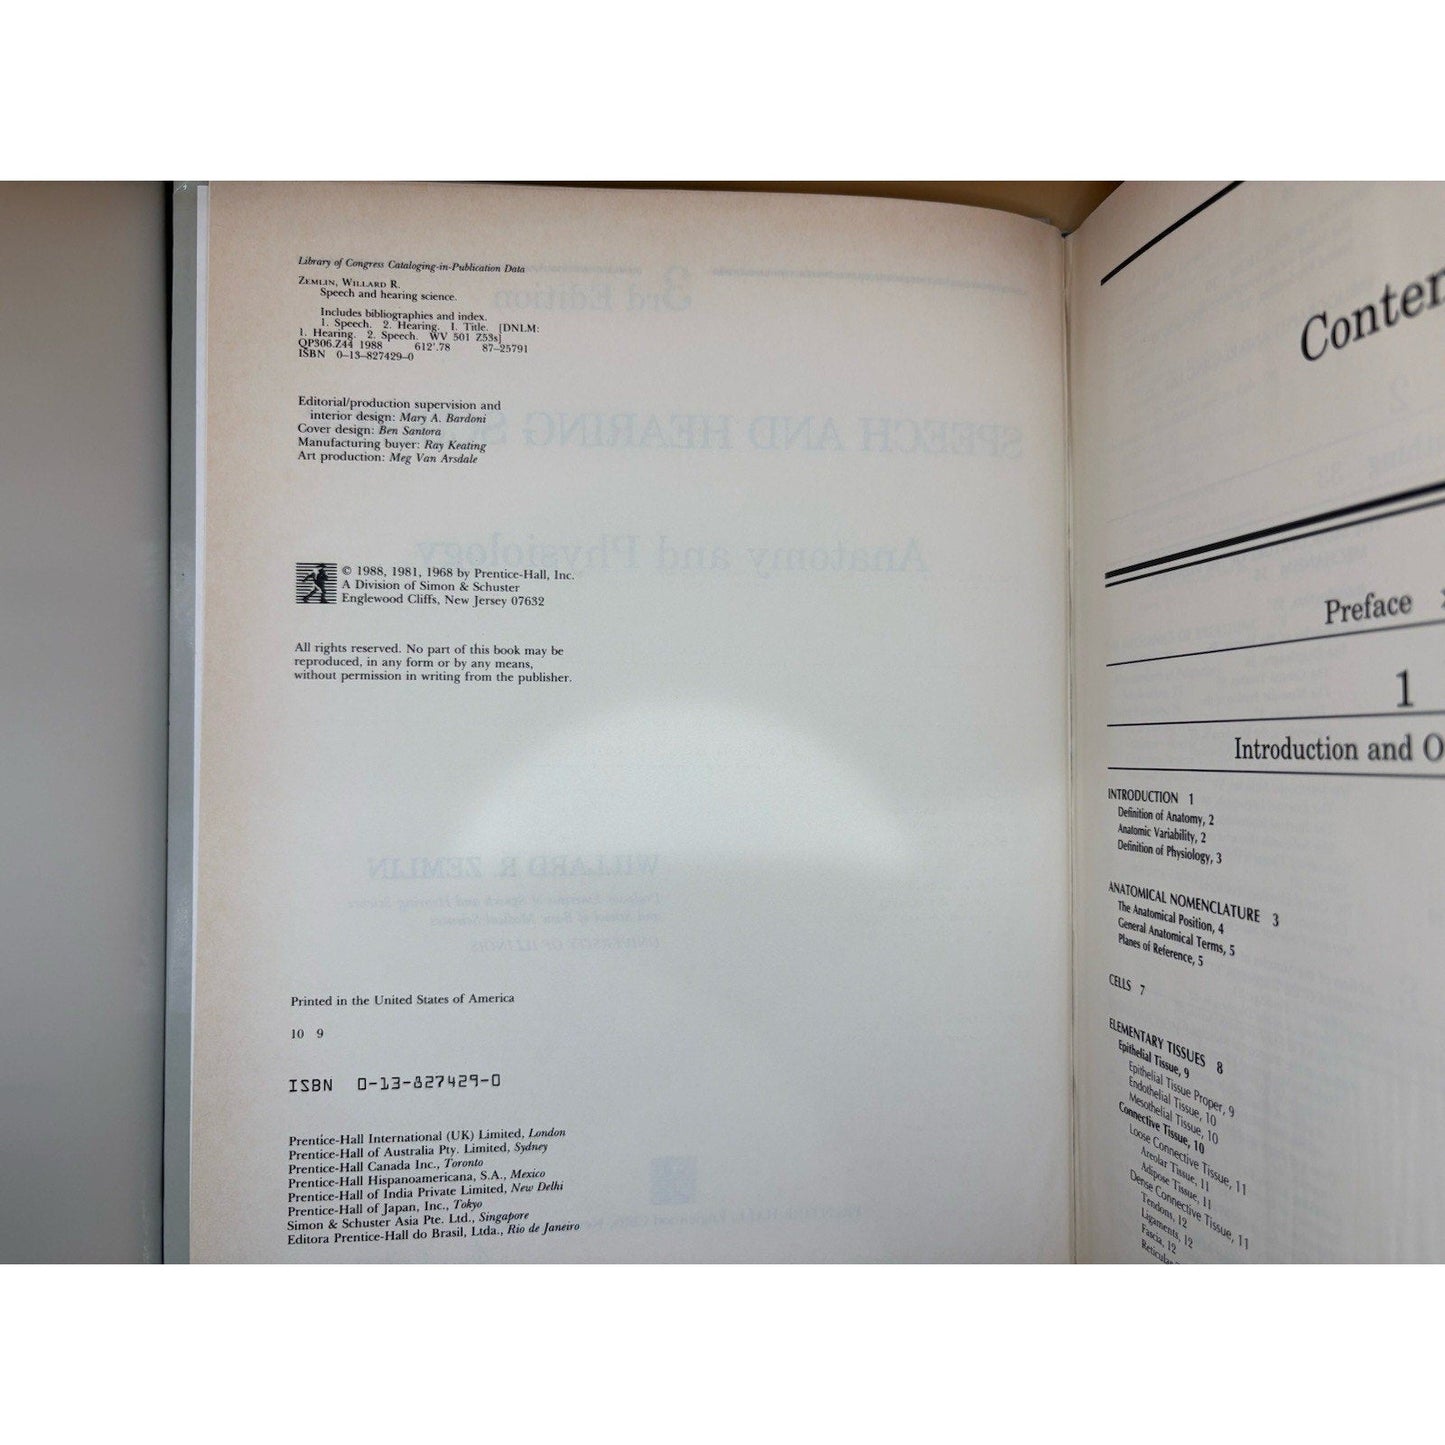 Library of Congress Cataloging-in-Publication Data
ZEMLIN, WILLARD R.
Speech and hearing science.
Includes bibliographies and index.
1. Speech. 2. Hearing. I. Title. [DNLM:
1. Hearing. 2. Speech. WV 501 Z53s]
QP306.Z44 1988 612'.78 87-25791
ISBN 0-13-827429-0
Editorial/production supervision and
interior design: Mary A. Bardoni
Cover design: Ben Santora
Manufacturing buyer: Ray Keating
Art production: Meg Van Arsdale
© 1988, 1981, 1968 by Prentice-Hall, Inc.
A Division of Simon & Schuster
Englewood Cliffs, New Jersey 07632
All rights reserved. No part of this book may be
reproduced, in any form or by any means,
without permission in writing from the publisher.
Printed in the United States of America
10 9
ISBN 0-13-827429-0
Prentice-Hall International (UK) Limited, London
Prentice-Hall of Australia Pty. Limited, Sydney
Prentice-Hall Canada Inc., Toronto
Prentice-Hall Hispanoamericana, S.A., Mexico
Prentice-Hall of India Private Limited, New Delhi
Prentice-Hall of Japan, Inc., Tokyo
Simon & Schuster Asia Pte. Ltd., Singapore
Editora Prentice-Hall do Brasil, Ltda., Rio de Janeiro
Conten
Preface
1
Introduction and O
INTRODUCTION 1
Definition of Anatomy, 2
Anatomic Variability, 2
Definition of Physiology, 3
ANATOMICAL NOMENCLATURE 3
The Anatomical Position, 4
General Anatomical Terms, 5
Planes of Reference, 5
CELLS 7
ELEMENTARY TISSUES 8
Epithelial Tissue, 9
Epithelial Tissue Proper, 9
Endothelial Tissue, 10
Mesothelial Tissue, 10
Connective Tissue, 10
Loose Connective Tissue, 11
Areolar Tissue, 11
Adipose Tissue, 11
Dense Connective Tissue, 11
Tendons, 12
Ligaments, 12
Fascia, 12
Reticular